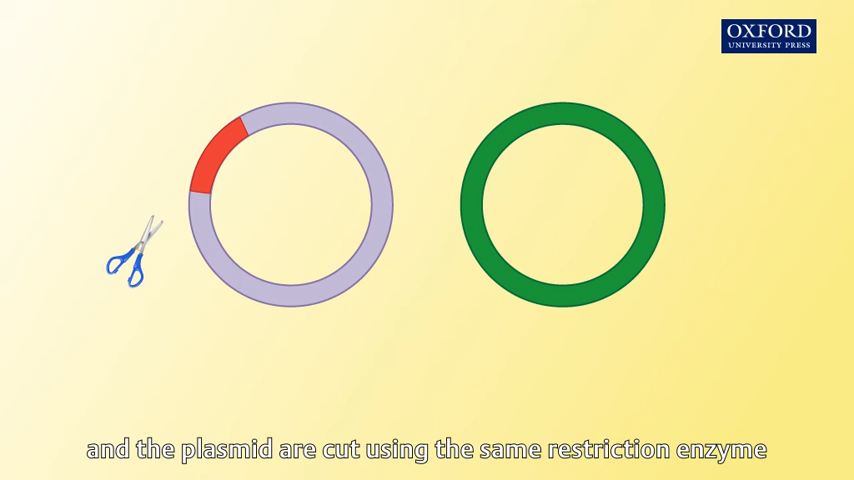 OXFORD
UNIVERSITY PRESS
and the plasmid are cut using the same restriction enzyme